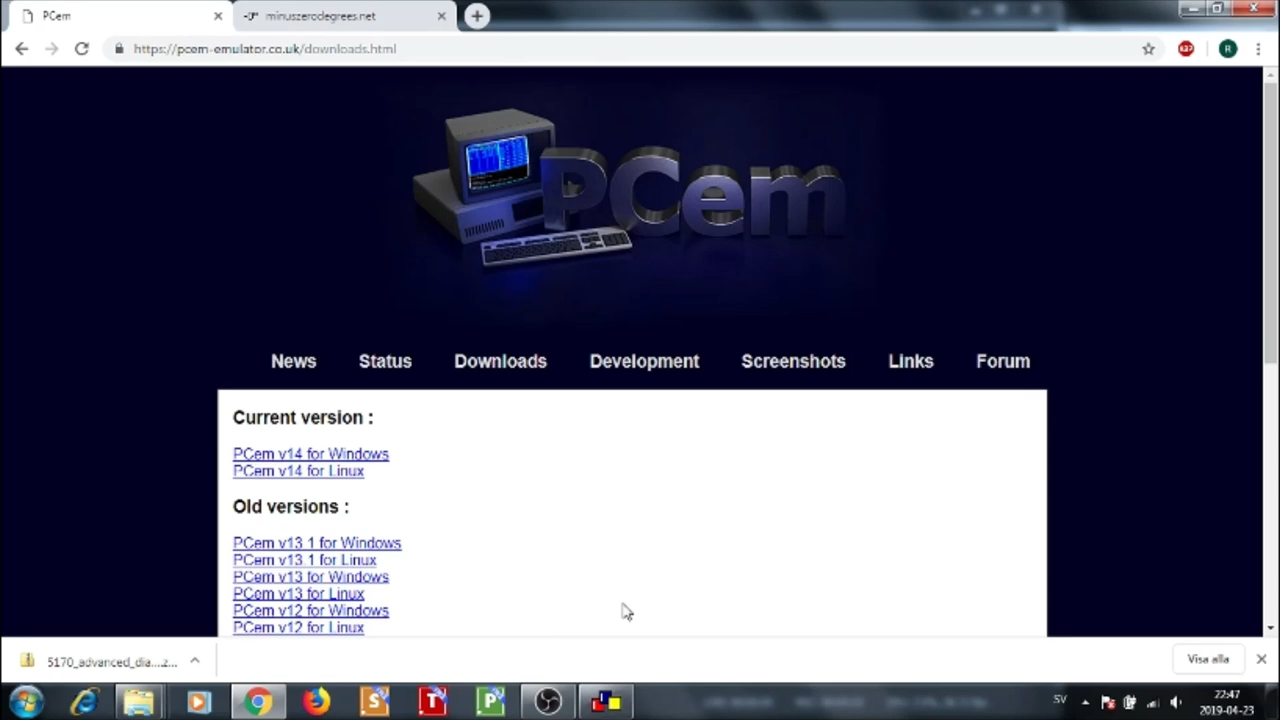 PCem
minuszerodegrees.net
https://pcem-emulator.co.uk/downloads.html
ABP
R
PCem
News Status Downloads Development Screenshots Links Forum
Current version :
PCem v14 for Windows
PCem v14 for Linux
Old versions :
PCem v13.1 for Windows
PCem v13.1 for Linux
PCem v13 for Windows
PCem v13 for Linux
PCem v12 for Windows
PCem v12 for Linux
5170_advanced_dia....z...
Visa alla
S T P
SV
22:47
2019-04-23